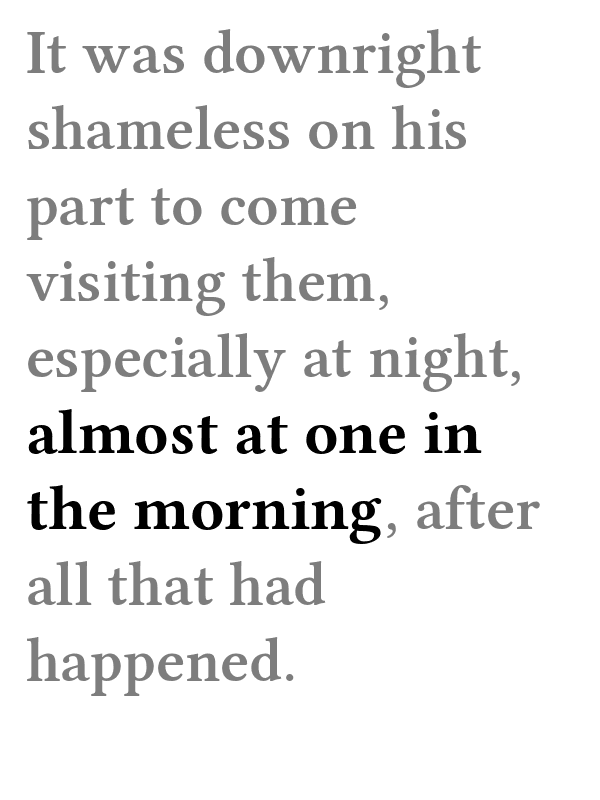 It was downright
shameless on his
part to come
visiting them,
especially at night,
almost at one in
the morning, after
all that had
happened.